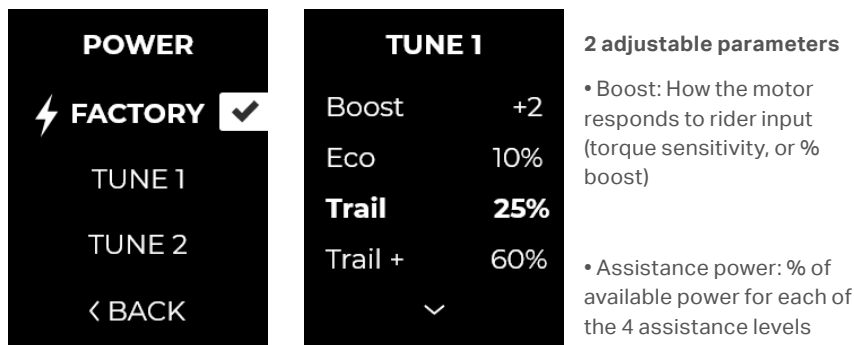 POWER
FACTORY
TUNE 1
TUNE 2
< BACK
TUNE 1
Boost +2
Eco 10%
Trail 25%
Trail + 60%
2 adjustable parameters
• Boost: How the motor
responds to rider input
(torque sensitivity, or %
boost)
• Assistance power: % of
available power for each of
the 4 assistance levels